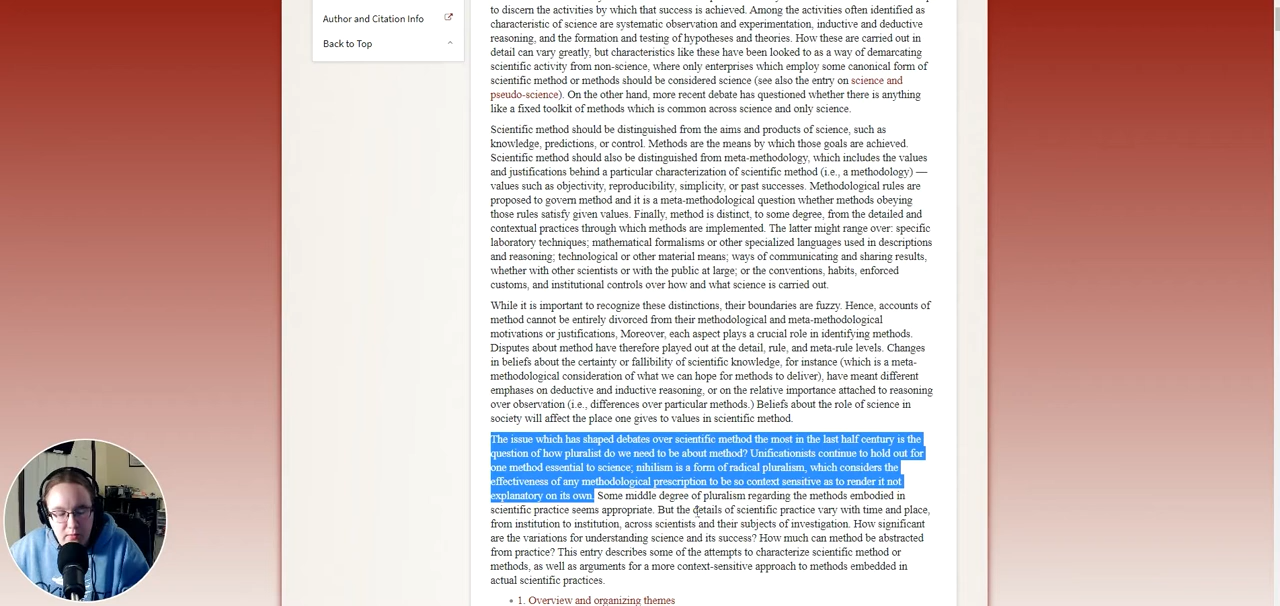 Author and Citation Info
Back to Top
to discern the activities by which that success is achieved. Among the activities often identified as
characteristic of science are systematic observation and experimentation, inductive and deductive
reasoning, and the formation and testing of hypotheses and theories. How these are carried out in
detail can vary greatly, but characteristics like these have been looked to as a way of demarcating
scientific activity from non-science, where only enterprises which employ some canonical form of
scientific method or methods should be considered science (see also the entry on science and
pseudo-science). On the other hand, more recent debate has questioned whether there is anything
like a fixed toolkit of methods which is common across science and only science.
Scientific method should be distinguished from the aims and products of science, such as
knowledge, predictions, or control. Methods are the means by which those goals are achieved.
Scientific method should also be distinguished from meta-methodology, which includes the values
and justifications behind a particular characterization of scientific method (i.e., a methodology) —
values such as objectivity, reproducibility, simplicity, or past successes. Methodological rules are
proposed to govern method and it is a meta-methodological question whether methods obeying
those rules satisfy given values. Finally, method is distinct, to some degree, from the detailed and
contextual practices through which methods are implemented. The latter might range over: specific
laboratory techniques; mathematical formalisms or other specialized languages used in descriptions
and reasoning; technological or other material means; ways of communicating and sharing results,
whether with other scientists or with the public at large; or the conventions, habits, enforced
customs, and institutional controls over how and what science is carried out.
While it is important to recognize these distinctions, their boundaries are fuzzy. Hence, accounts of
method cannot be entirely divorced from their methodological and meta-methodological
motivations or justifications, Moreover, each aspect plays a crucial role in identifying methods.
Disputes about method have therefore played out at the detail, rule, and meta-rule levels. Changes
in beliefs about the certainty or fallibility of scientific knowledge, for instance (which is a meta-
methodological consideration of what we can hope for methods to deliver), have meant different
emphases on deductive and inductive reasoning, or on the relative importance attached to reasoning
over observation (i.e., differences over particular methods.) Beliefs about the role of science in
society will affect the place one gives to values in scientific method.
The issue which has shaped debates over scientific method the most in the last half century is the
question of how pluralist do we need to be about method? Unificationists continue to hold out for
one method essential to science; nihilism is a form of radical pluralism, which considers the
effectiveness of any methodological prescription to be so context sensitive as to render it not
explanatory on its own. Some middle degree of pluralism regarding the methods embodied in
scientific practice seems appropriate. But the details of scientific practice vary with time and place,
from institution to institution, across scientists and their subjects of investigation. How significant
are the variations for understanding science and its success? How much can method be abstracted
from practice? This entry describes some of the attempts to characterize scientific method or
methods, as well as arguments for a more context-sensitive approach to methods embedded in
actual scientific practices.
1. Overview and organizing themes